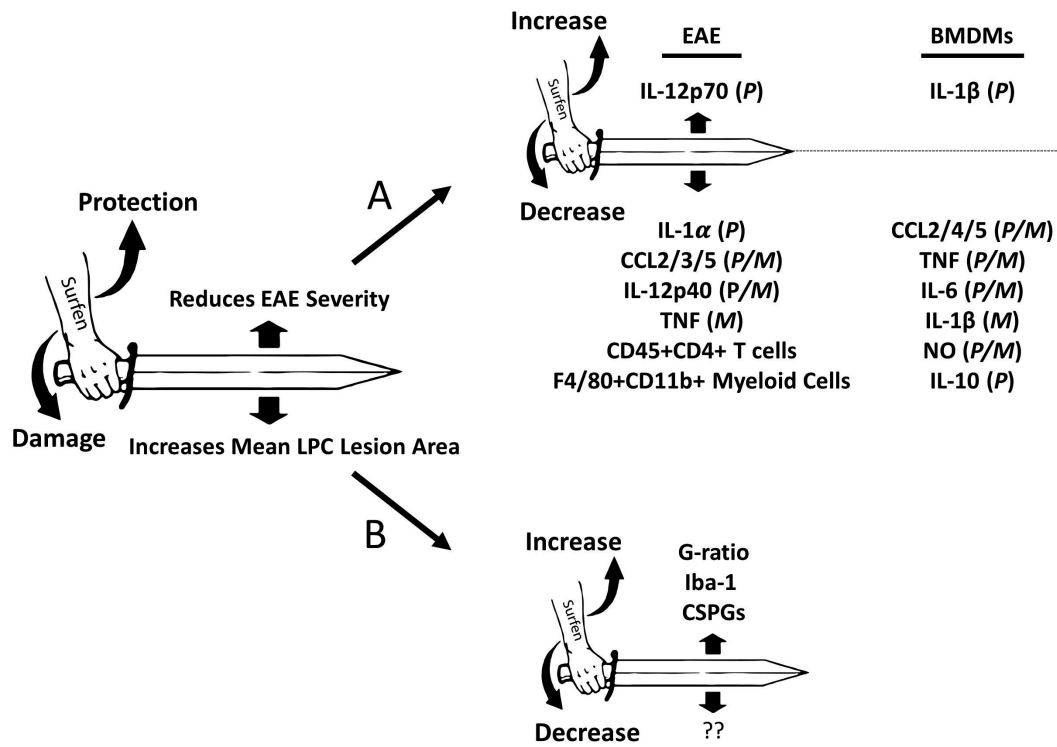 Increase
EAE
BMDMs
IL-12p70 (P)
IL-1β (P)
Surfen
Decrease
IL-1α (P)
CCL2/4/5 (P/M)
CCL2/3/5 (P/M)
TNF (P/M)
IL-12p40 (P/M)
IL-6 (P/M)
TNF (M)
IL-1β (M)
CD45+CD4+ T cells
NO (P/M)
F4/80+CD11b+ Myeloid Cells
IL-10 (P)
A
Protection
Surfen
Reduces EAE Severity
Damage
Increases Mean LPC Lesion Area
B
Increase
G-ratio
Iba-1
CSPGs
Surfen
Decrease
??